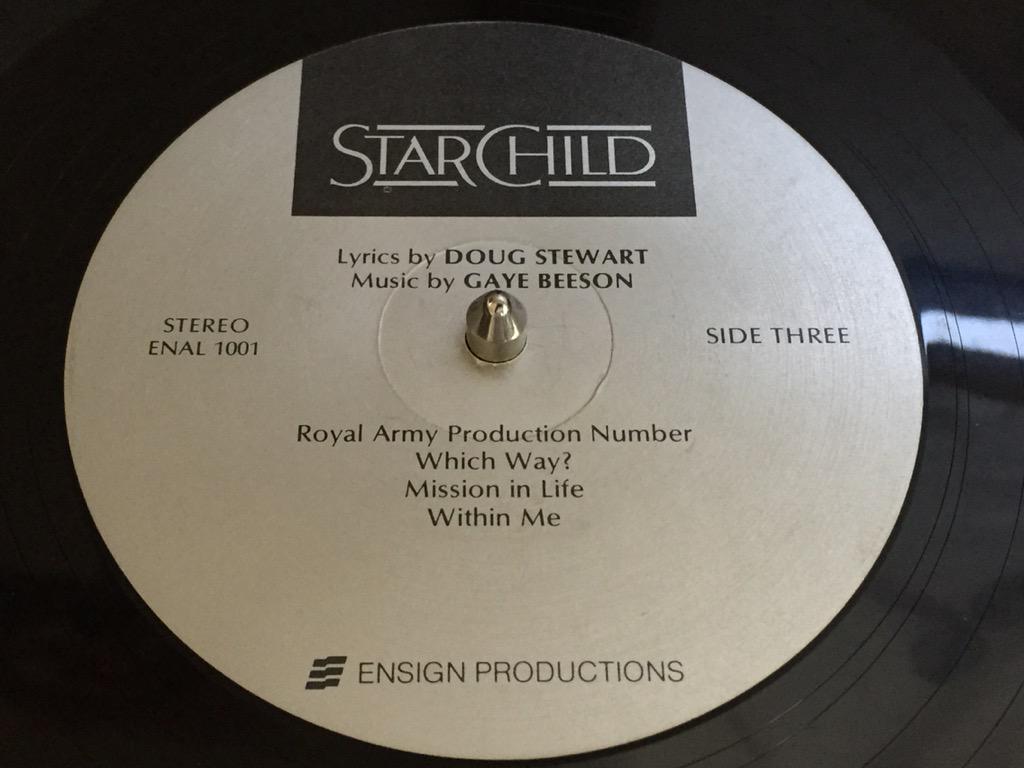 STARCHILD
Lyrics by DOUG STEWART
Music by GAYE BEESON
STEREO
ENAL 1001
SIDE THREE
Royal Army Production Number
Which Way?
Mission in Life
Within Me
ENSIGN PRODUCTIONS